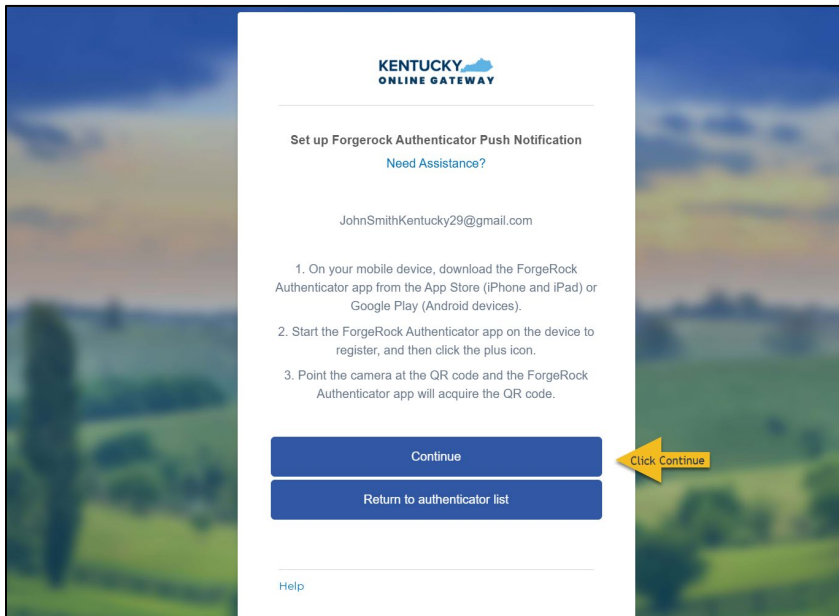 KENTUCKY
ONLINE GATEWAY
Set up Forgerock Authenticator Push Notification
Need Assistance?
JohnSmithKentucky29@gmail.com
1. On your mobile device, download the ForgeRock
Authenticator app from the App Store (iPhone and iPad) or
Google Play (Android devices).
2. Start the ForgeRock Authenticator app on the device to
register, and then click the plus icon.
3. Point the camera at the QR code and the ForgeRock
Authenticator app will acquire the QR code.
Continue
Click Continue
Return to authenticator list
Help